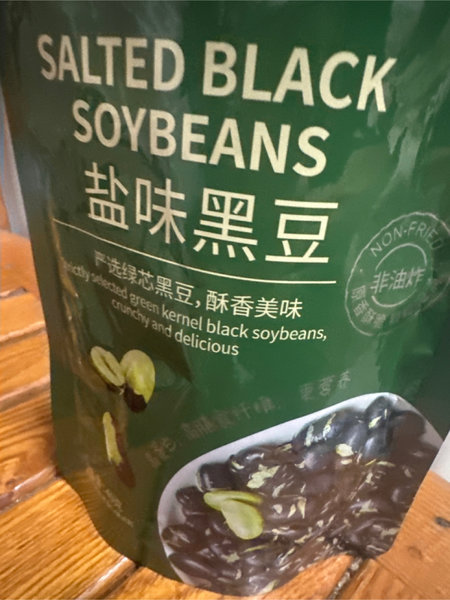 SALTED BLACK
SOYBEANS
盐味黑豆
严选绿芯黑豆，酥香美味
Strictly selected green kernel black soybeans,
crunchy and delicious
NON-FRIED
非油炸